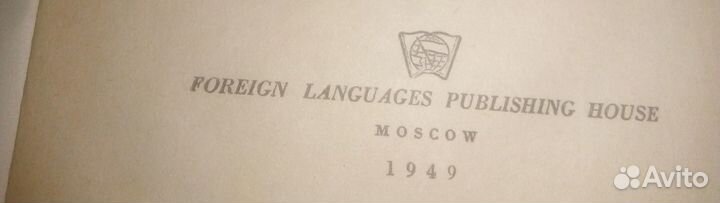 FOREIGN LANGUAGES PUBLISHING HOUSE
MOSCOW
1949
Avito